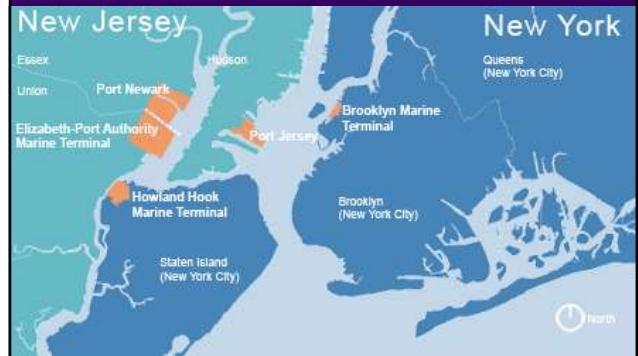 New Jersey
New York
Essex
Hudson
Queens
(New York City)
Union
Port Newark
Elizabeth-Port Authority
Marine Terminal
Port Jersey
Brooklyn Marine
Terminal
Howland Hook
Marine Terminal
Brooklyn
(New York City)
Staten Island
(New York City)
North